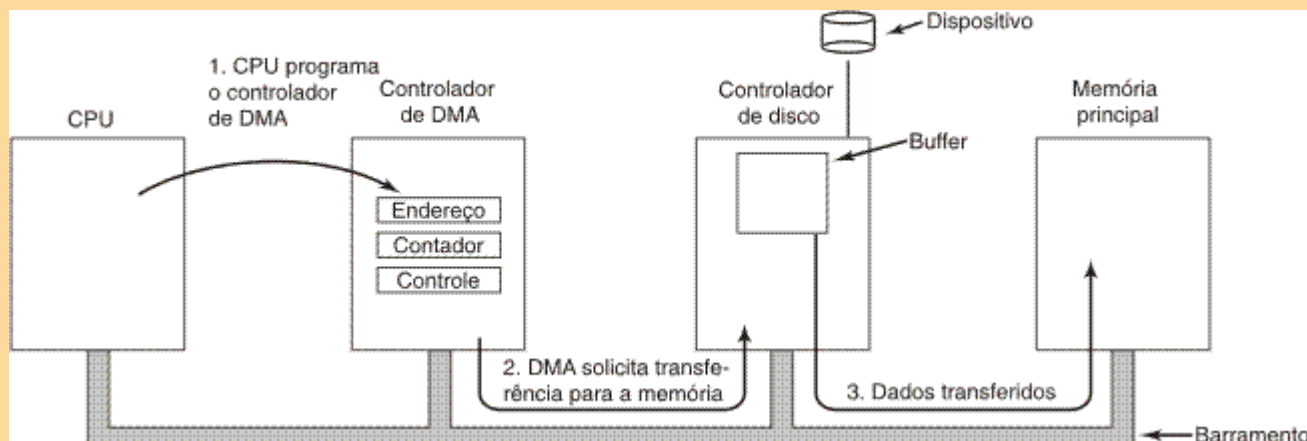 Dispositivo
1. CPU programa
o controlador
de DMA
CPU
Controlador
de DMA
Controlador
de disco
Memória
principal
Buffer
Endereço
Contador
Controle
2. DMA solicita transfe-
rência para a memória
3. Dados transferidos
Barramento